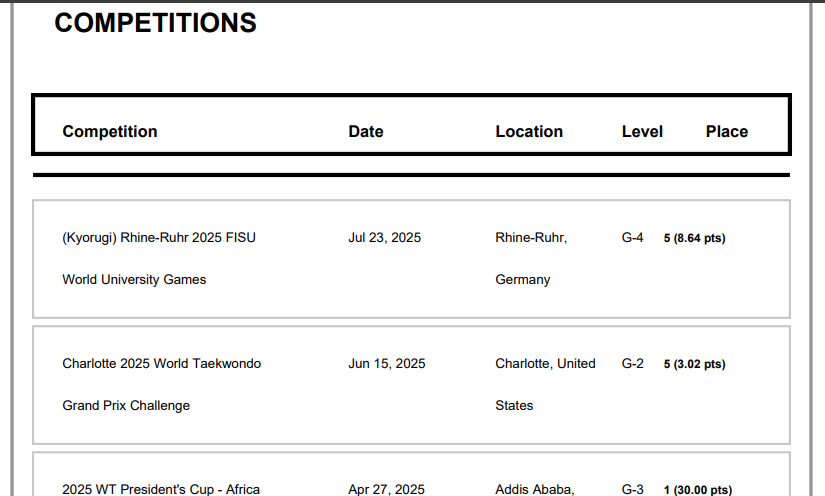 COMPETITIONS
Competition Date Location Level Place
(Kyorugi) Rhine-Ruhr 2025 FISU Jul 23, 2025 Rhine-Ruhr, G-4 5 (8.64 pts)
World University Games Germany
Charlotte 2025 World Taekwondo Jun 15, 2025 Charlotte, United G-2 5 (3.02 pts)
Grand Prix Challenge States
2025 WT President's Cup - Africa Apr 27, 2025 Addis Ababa, G-3 1 (30.00 pts)